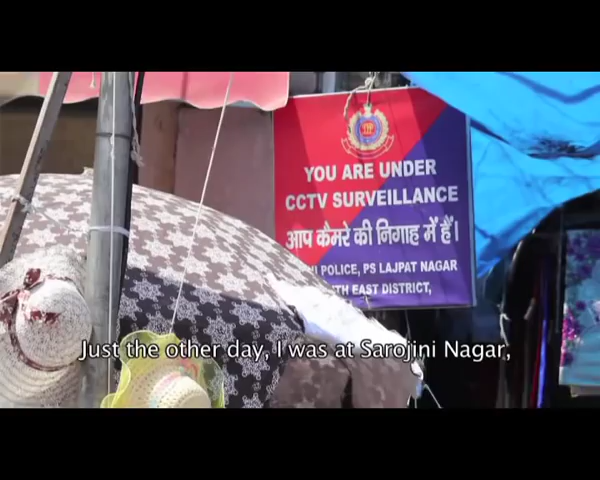 YOU ARE UNDER
CCTV SURVEILLANCE
आप कैमरे की निगाह में हैं।
POLICE, PS LAJPAT NAGAR
EAST DISTRICT,
Just the other day, I was at Sarojini Nagar,